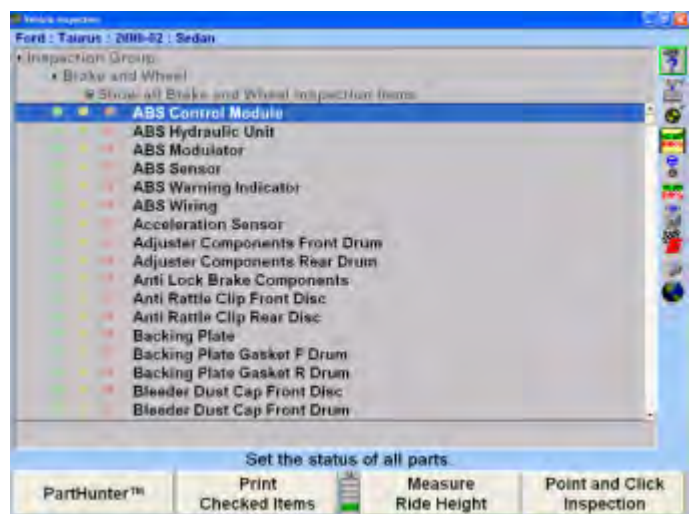 Vehicle Inspection
Ford : Taurus : 2000-02 : Sedan
Inspection Group
Brake and Wheel
Show all Brake and Wheel Inspection Items
ABS Control Module
ABS Hydraulic Unit
ABS Modulator
ABS Sensor
ABS Warning Indicator
ABS Wiring
Acceleration Sensor
Adjuster Components Front Drum
Adjuster Components Rear Drum
Anti Lock Brake Components
Anti Rattle Clip Front Disc
Anti Rattle Clip Rear Disc
Backing Plate
Backing Plate Gasket F Drum
Backing Plate Gasket R Drum
Bleeder Dust Cap Front Disc
Bleeder Dust Cap Front Drum
Set the status of all parts.
PartHunter™
Print
Checked Items
Measure
Ride Height
Point and Click
Inspection